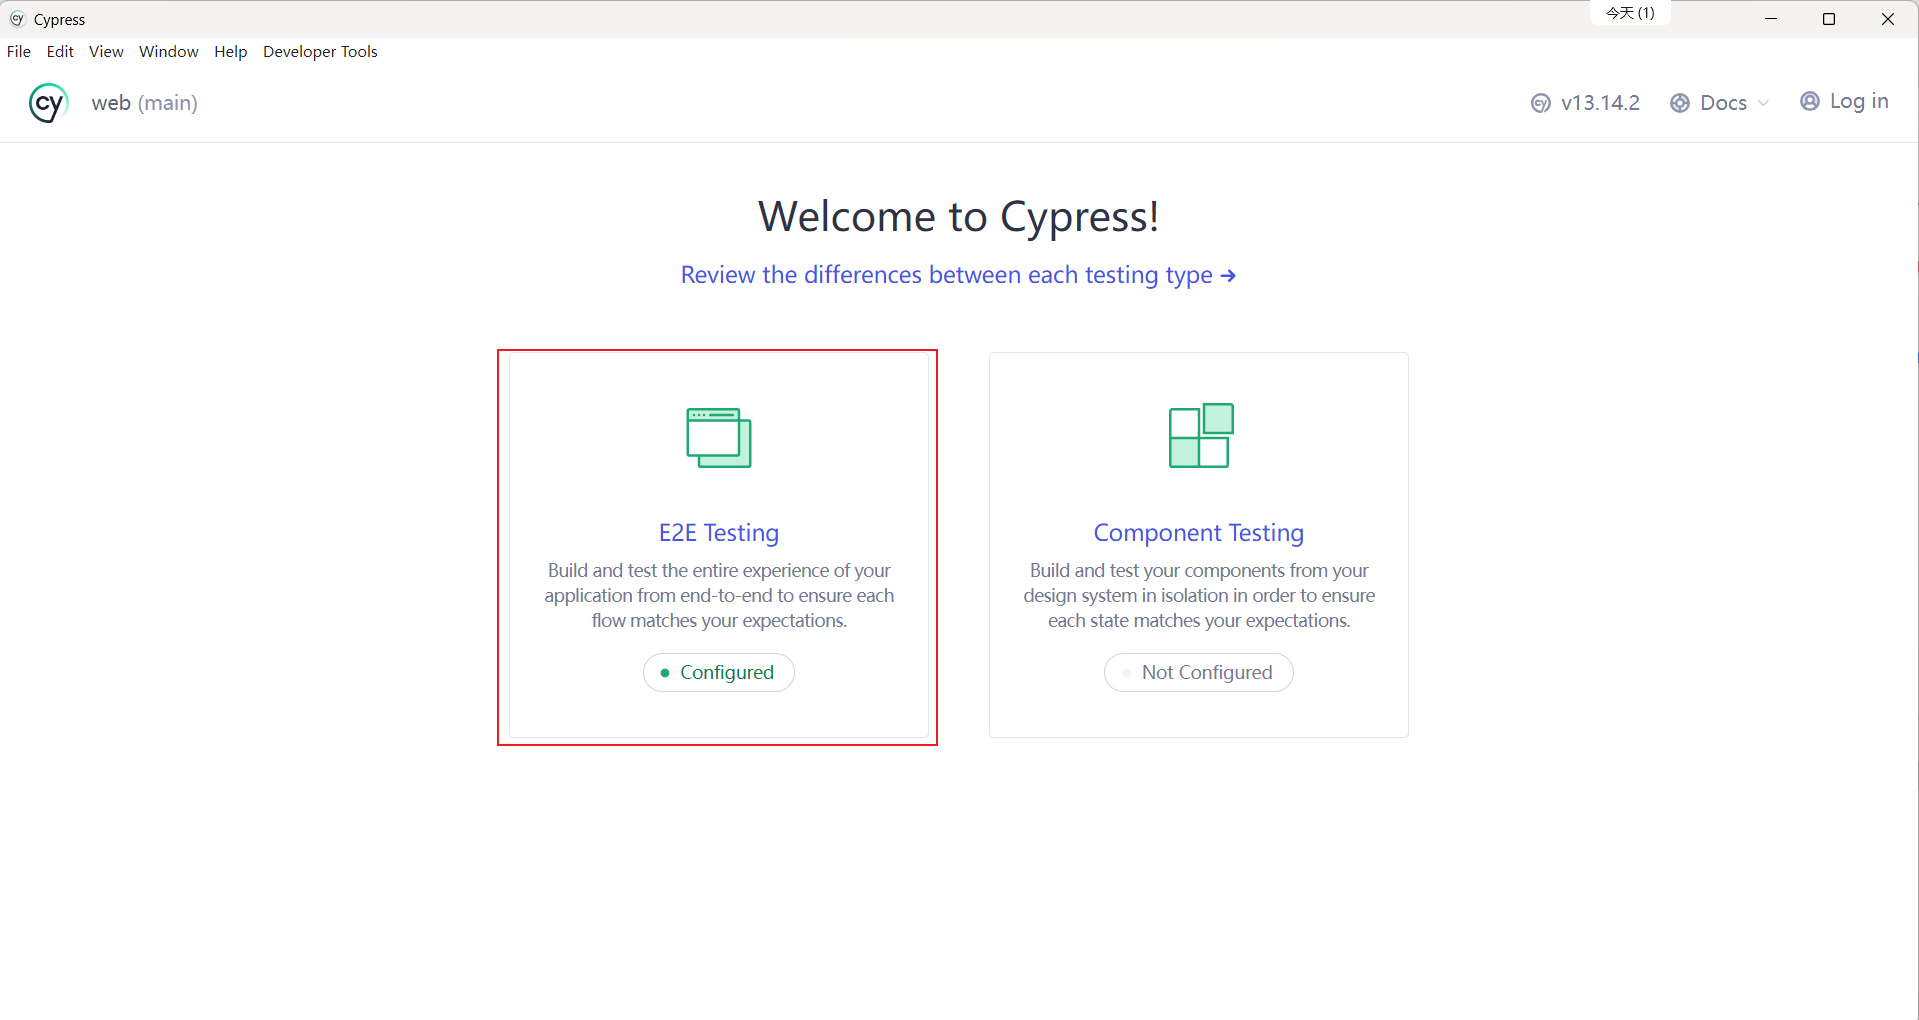 Cypress
今天 (1)
File Edit View Window Help Developer Tools
cy web (main)
cy v13.14.2 Docs Log in
Welcome to Cypress!
Review the differences between each testing type →
E2E Testing
Build and test the entire experience of your
application from end-to-end to ensure each
flow matches your expectations.
Configured
Component Testing
Build and test your components from your
design system in isolation in order to ensure
each state matches your expectations.
Not Configured